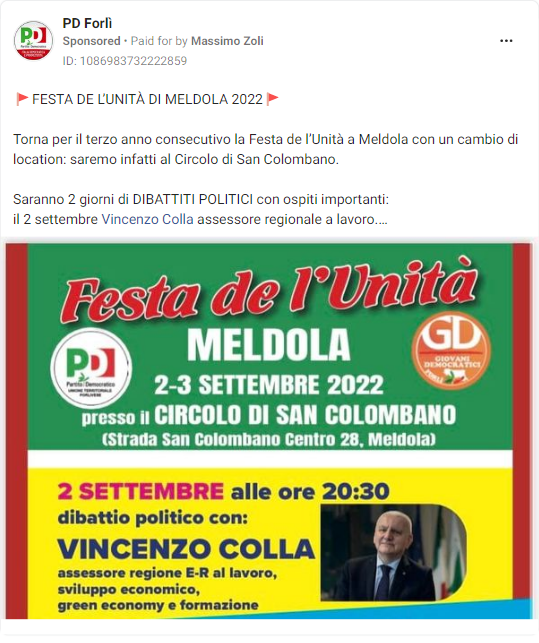 PD Forlì
Sponsored • Paid for by Massimo Zoli
ID: 1086983732222859
FESTA DE L'UNITÀ DI MELDOLA 2022
Torna per il terzo anno consecutivo la Festa de l'Unità a Meldola con un cambio di
location: saremo infatti al Circolo di San Colombano.
Saranno 2 giorni di DIBATTITI POLITICI con ospiti importanti:
il 2 settembre Vincenzo Colla assessore regionale a lavoro....
Festa de l'Unità
MELDOLA
2-3 SETTEMBRE 2022
presso il CIRCOLO DI SAN COLOMBANO
(Strada San Colombano Centro 28, Meldola)
PD
Partito Democratico
UNIONE TERRITORIALE
FORLIVESE
GD
GIOVANI
DEMOCRATICI
2 SETTEMBRE alle ore 20:30
dibattio politico con:
VINCENZO COLLA
assessore regione E-R al lavoro,
sviluppo economico,
green economy e formazione